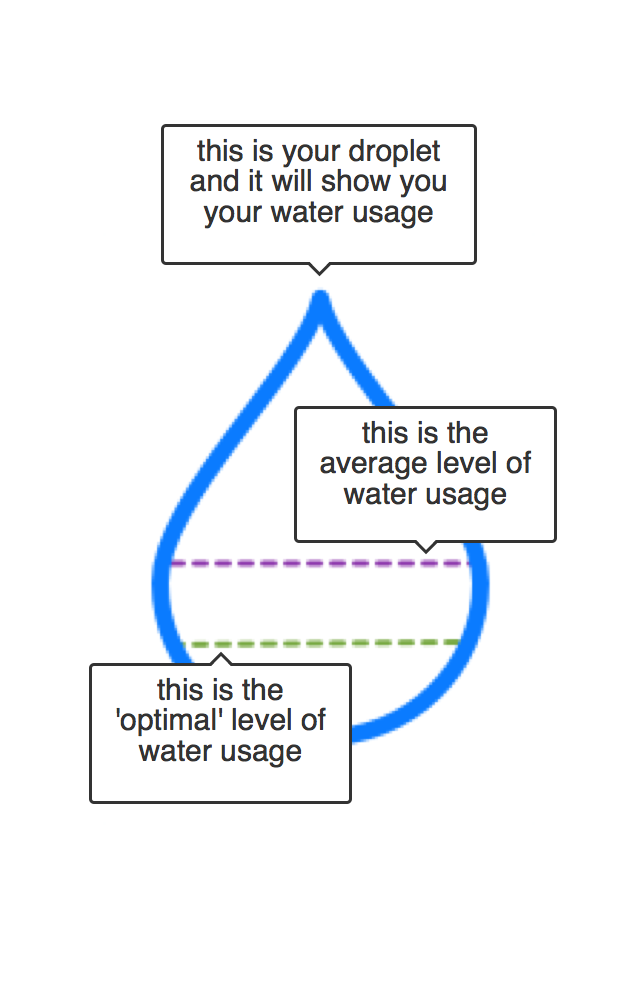 this is your droplet
and it will show you
your water usage
this is the
average level of
water usage
this is the
'optimal' level of
water usage